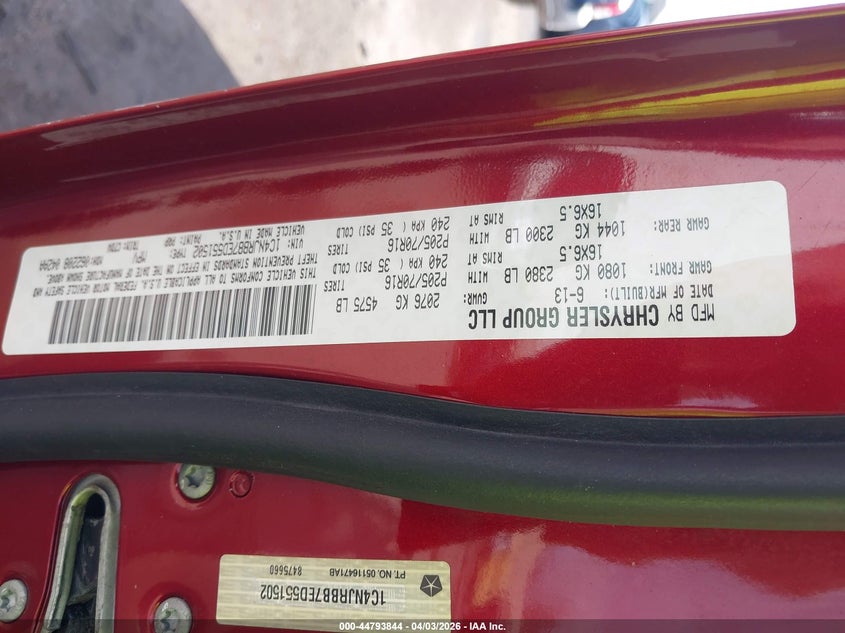 MFD BY CHRYSLER GROUP LLC
DATE OF MFR(BUILT): 6-13 GVWR: 2076 KG 4575 LB
GAWR FRONT: 1080 KG 2380 LB WITH P205/70R16 TIRES
16X6.5 RIMS AT 240 KPA ( 35 PSI) COLD
GAWR REAR: 1044 KG 2300 LB WITH P205/70R16 TIRES
16X6.5 RIMS AT 240 KPA ( 35 PSI) COLD
THIS VEHICLE CONFORMS TO ALL APPLICABLE U.S.A. FEDERAL MOTOR VEHICLE SAFETY AND
THEFT PREVENTION STANDARDS IN EFFECT ON THE DATE OF MANUFACTURE SHOWN ABOVE.
VIN: 1C4NJRBB7ED551502 TYPE: MPV MDH:
VEHICLE MADE IN U.S.A. PAINT: PRP TRIM:
1C4NJRBB7ED551502
PT. NO. 05116471AB
8475660
000-44793844 - 04/03/2026 - IAA Inc.